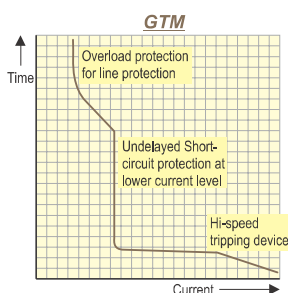 GTM
Time
Overload protection
for line protection
Undelayed Short-
circuit protection at
lower current level
Hi-speed
tripping device
Current